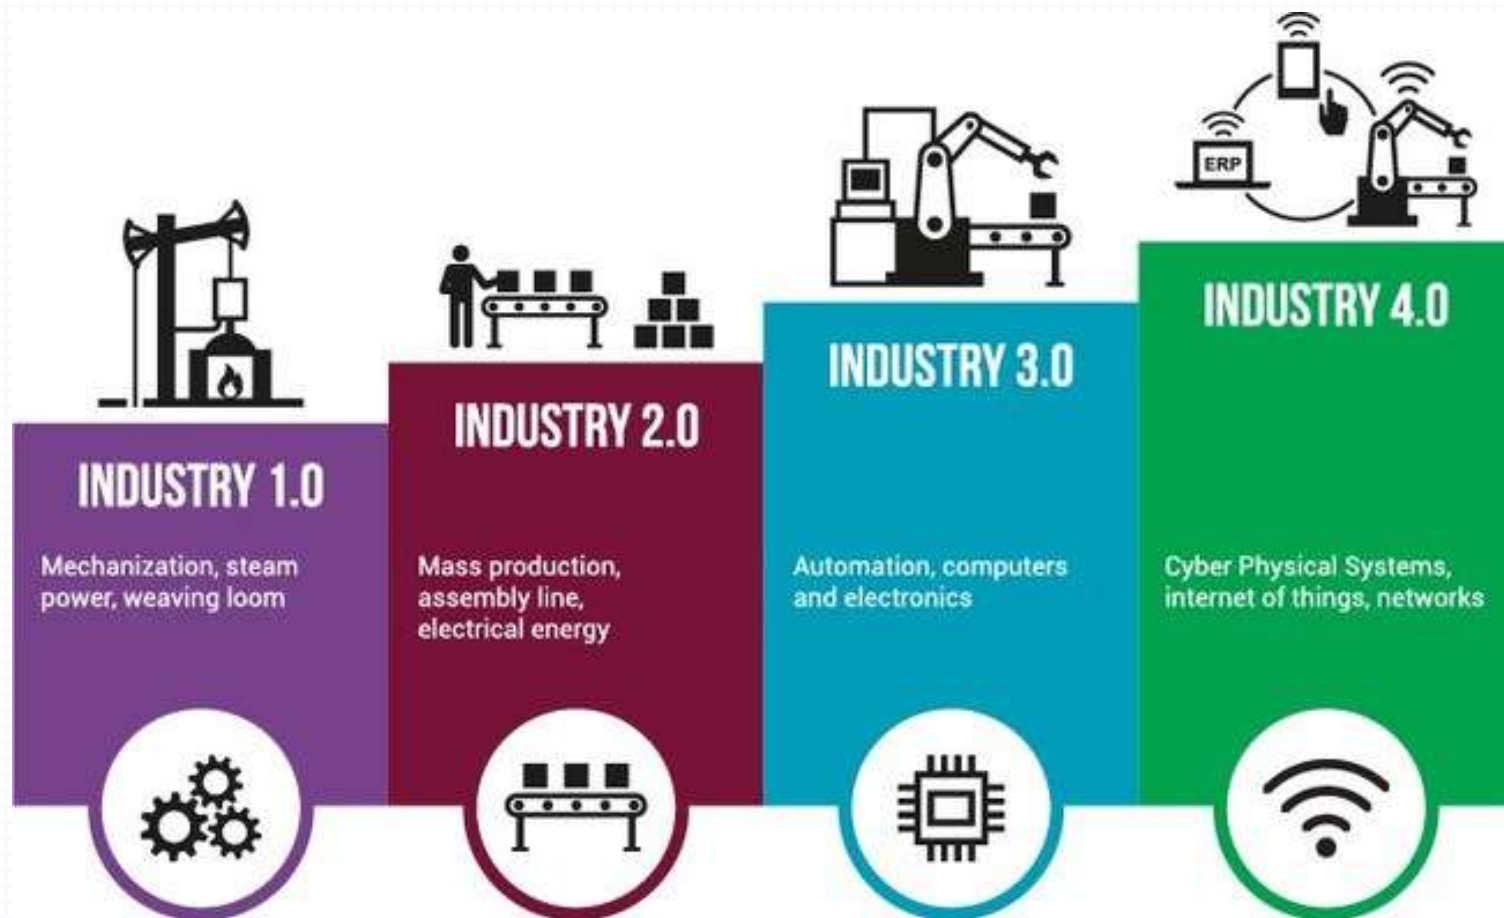 INDUSTRY 1.0
Mechanization, steam
power, weaving loom
INDUSTRY 2.0
Mass production,
assembly line,
electrical energy
INDUSTRY 3.0
Automation, computers
and electronics
ERP
INDUSTRY 4.0
Cyber Physical Systems,
internet of things, networks